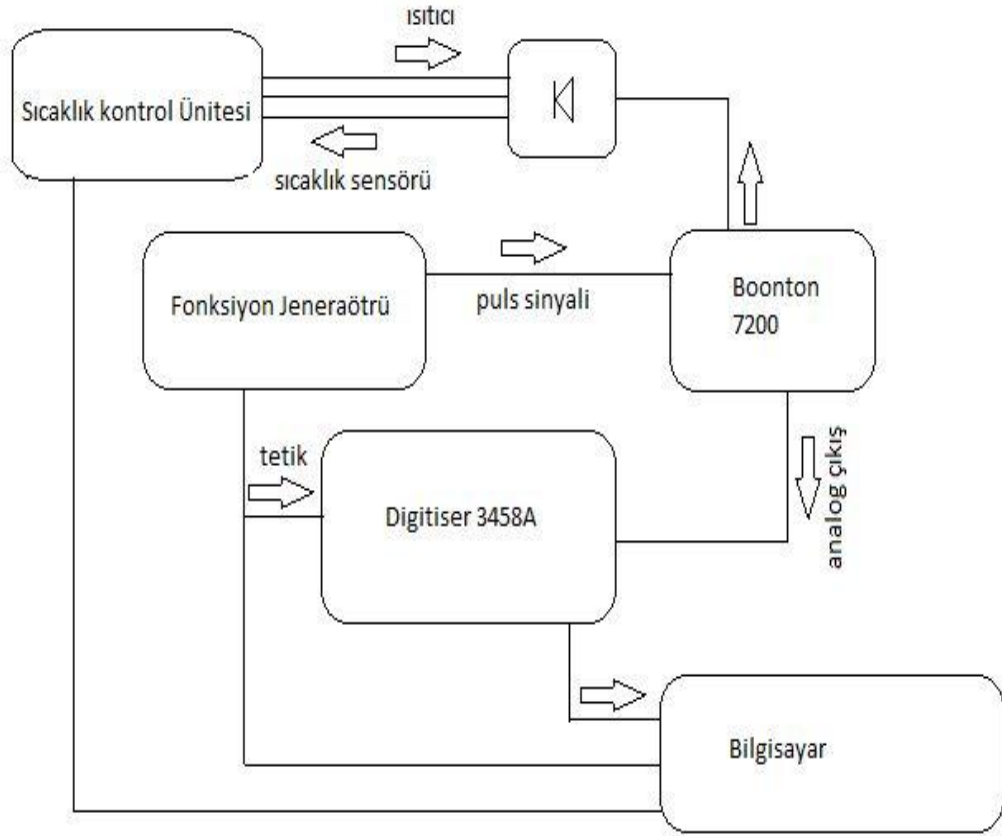 ısıtıcı
Sıcaklık kontrol Ünitesi
sıcaklık sensörü
Fonksiyon Jeneraötrü
puls sinyali
Boonton
7200
tetik
Digitiser 3458A
analog çıkış
Bilgisayar